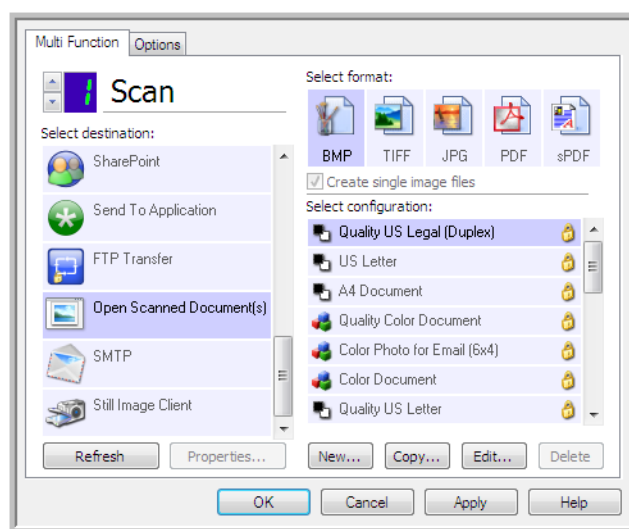 Multi Function
Options
1
Scan
Select destination:
SharePoint
Send To Application
FTP Transfer
Open Scanned Document(s)
SMTP
Still Image Client
Refresh
Properties...
Select format:
BMP
TIFF
JPG
PDF
sPDF
Create single image files
Select configuration:
Quality US Legal (Duplex)
US Letter
A4 Document
Quality Color Document
Color Photo for Email (6x4)
Color Document
Quality US Letter
New...
Copy...
Edit...
Delete
OK
Cancel
Apply
Help